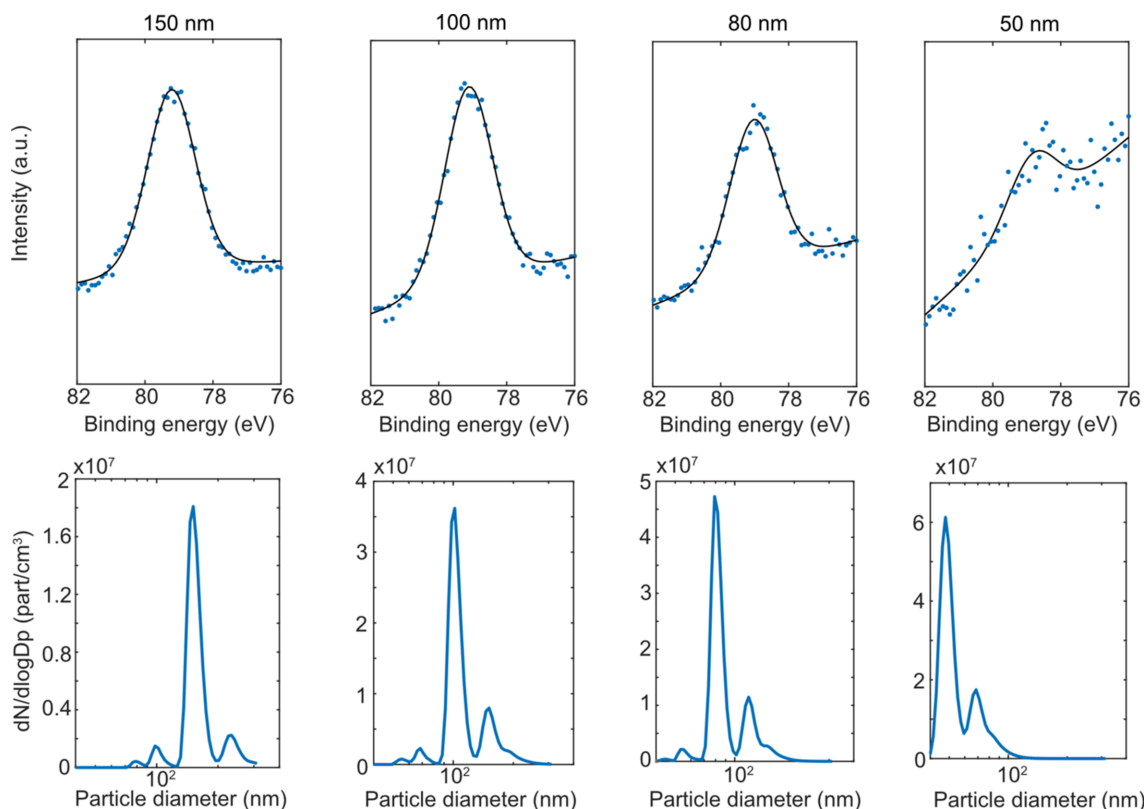 150 nm
100 nm
80 nm
50 nm
Intensity (a.u.)
82 80 78 76
82 80 78 76
82 80 78 76
82 80 78 76
Binding energy (eV)
Binding energy (eV)
Binding energy (eV)
Binding energy (eV)
x10⁷
2
1.6
1.2
0.8
0.4
0
10²
x10⁷
4
3
2
1
0
10²
x10⁷
5
4
3
2
1
0
10²
x10⁷
6
4
2
0
10²
dN/dlogDp (part/cm³)
Particle diameter (nm)
Particle diameter (nm)
Particle diameter (nm)
Particle diameter (nm)